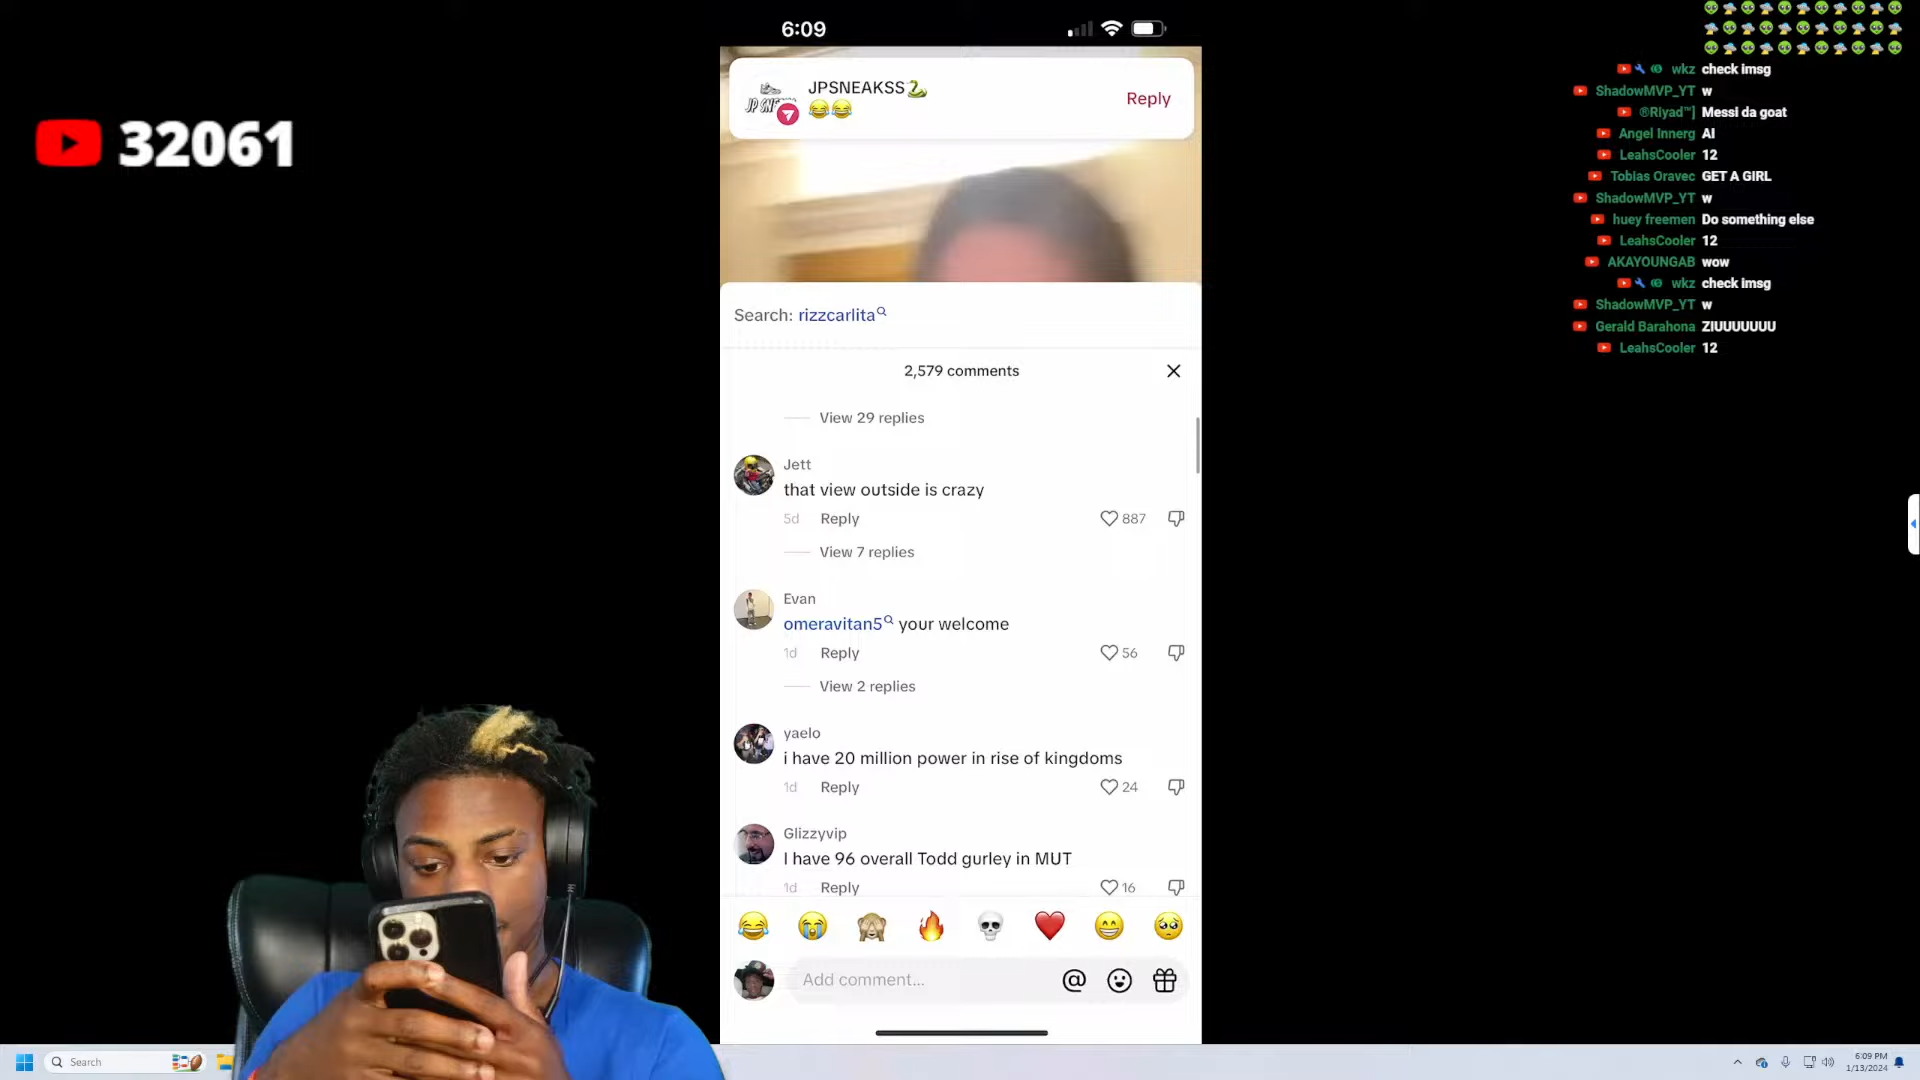 6:09
JPSNEAKSS🐍
😂😂
Reply
32061
Search: rizzcarlita
2,579 comments
View 29 replies
Jett
that view outside is crazy
5d Reply 887
View 7 replies
Evan
omeravitan5 your welcome
1d Reply 56
View 2 replies
yaelo
i have 20 million power in rise of kingdoms
1d Reply 24
Glizzyvip
I have 96 overall Todd gurley in MUT
1d Reply 16
Add comment...
wkz check imsg
ShadowMVP_YT w
®Riyad™] Messi da goat
Angel Innerg AI
LeahsCooler 12
Tobias Oravec GET A GIRL
ShadowMVP_YT w
huey freemen Do something else
LeahsCooler 12
AKAYOUNGAB wow
wkz check imsg
ShadowMVP_YT w
Gerald Barahona ZIUUUUUUU
LeahsCooler 12
Search
6:09 PM
1/13/2024